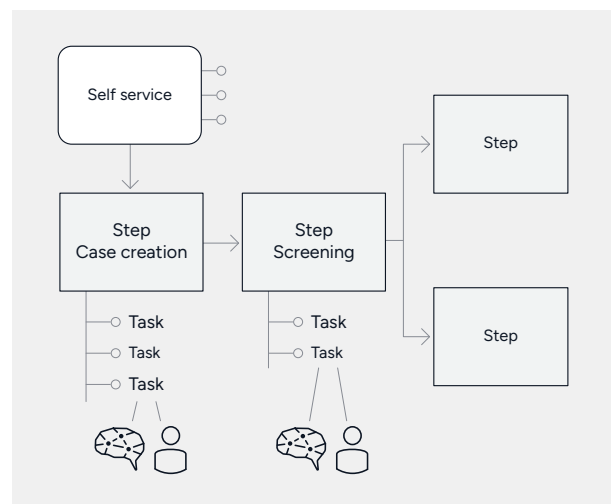 Self service
Step
Step
Case creation
Step
Screening
Step
Task
Task
Task
Task
Task